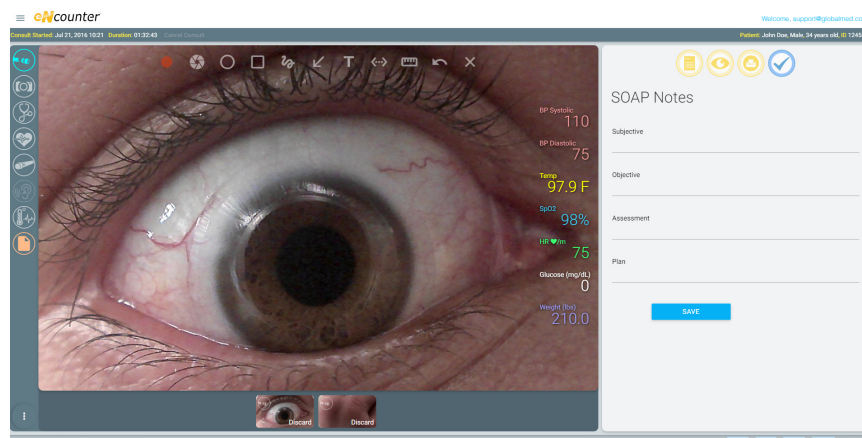 eNcounter
Welcome, support@globalmed.co
Consult Started: Jul 21, 2016 10:21 Duration: 01:32:43 Cancel Consult
Patient: John Doe, Male, 34 years old, ID 1245
T
BP Systolic
110
BP Diastolic
75
Temp
97.9 F
SpO2
98%
HR ♥/m
75
Glucose (mg/dL)
0
Weight (lbs)
210.0
Discard
Discard
SOAP Notes
Subjective
Objective
Assessment
Plan
SAVE